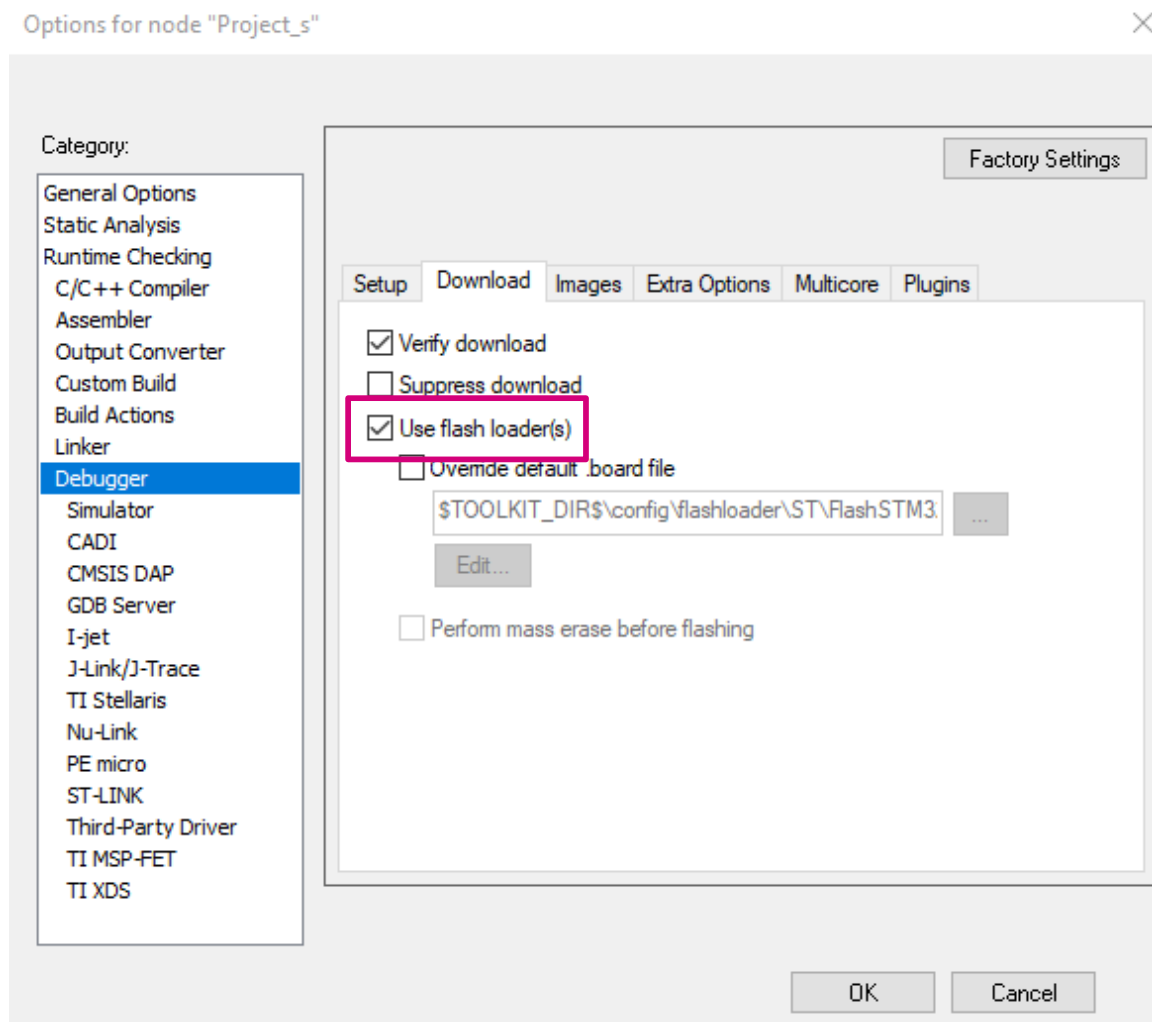 Options for node "Project_s"
Category:
Factory Settings
General Options
Static Analysis
Runtime Checking
C/C++ Compiler
Assembler
Output Converter
Custom Build
Build Actions
Linker
Debugger
Simulator
CADI
CMSIS DAP
GDB Server
I-jet
J-Link/J-Trace
TI Stellaris
Nu-Link
PE micro
ST-LINK
Third-Party Driver
TI MSP-FET
TI XDS
Setup Download Images Extra Options Multicore Plugins
Verify download
Suppress download
Use flash loader(s)
Override default .board file
$TOOLKIT_DIR$\config\flashloader\ST\FlashSTM3 ...
Edit...
Perform mass erase before flashing
OK Cancel